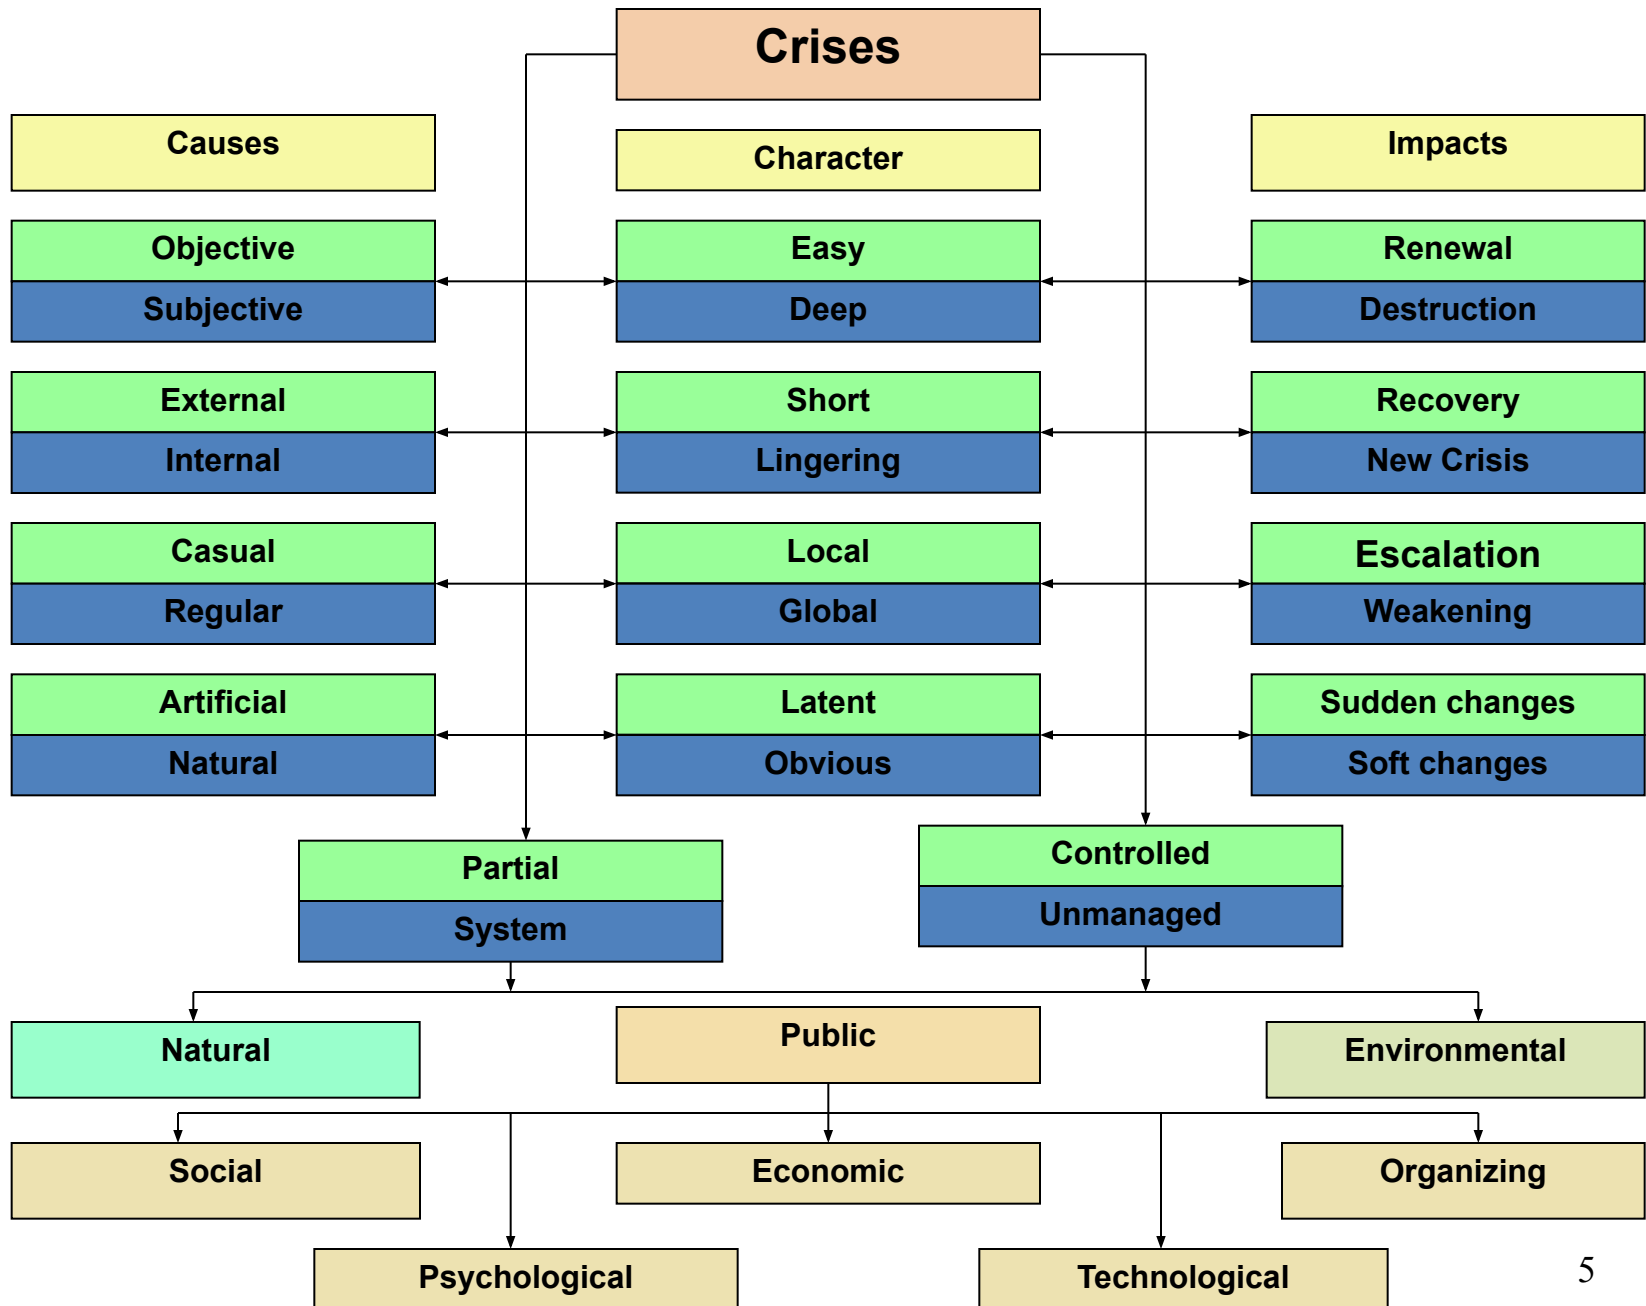 Crises
Causes
Character
Impacts
Objective
Easy
Renewal
Subjective
Deep
Destruction
External
Short
Recovery
Internal
Lingering
New Crisis
Casual
Local
Escalation
Regular
Global
Weakening
Artificial
Latent
Sudden changes
Natural
Obvious
Soft changes
Partial
Controlled
System
Unmanaged
Natural
Public
Environmental
Social
Economic
Organizing
Psychological
Technological
5